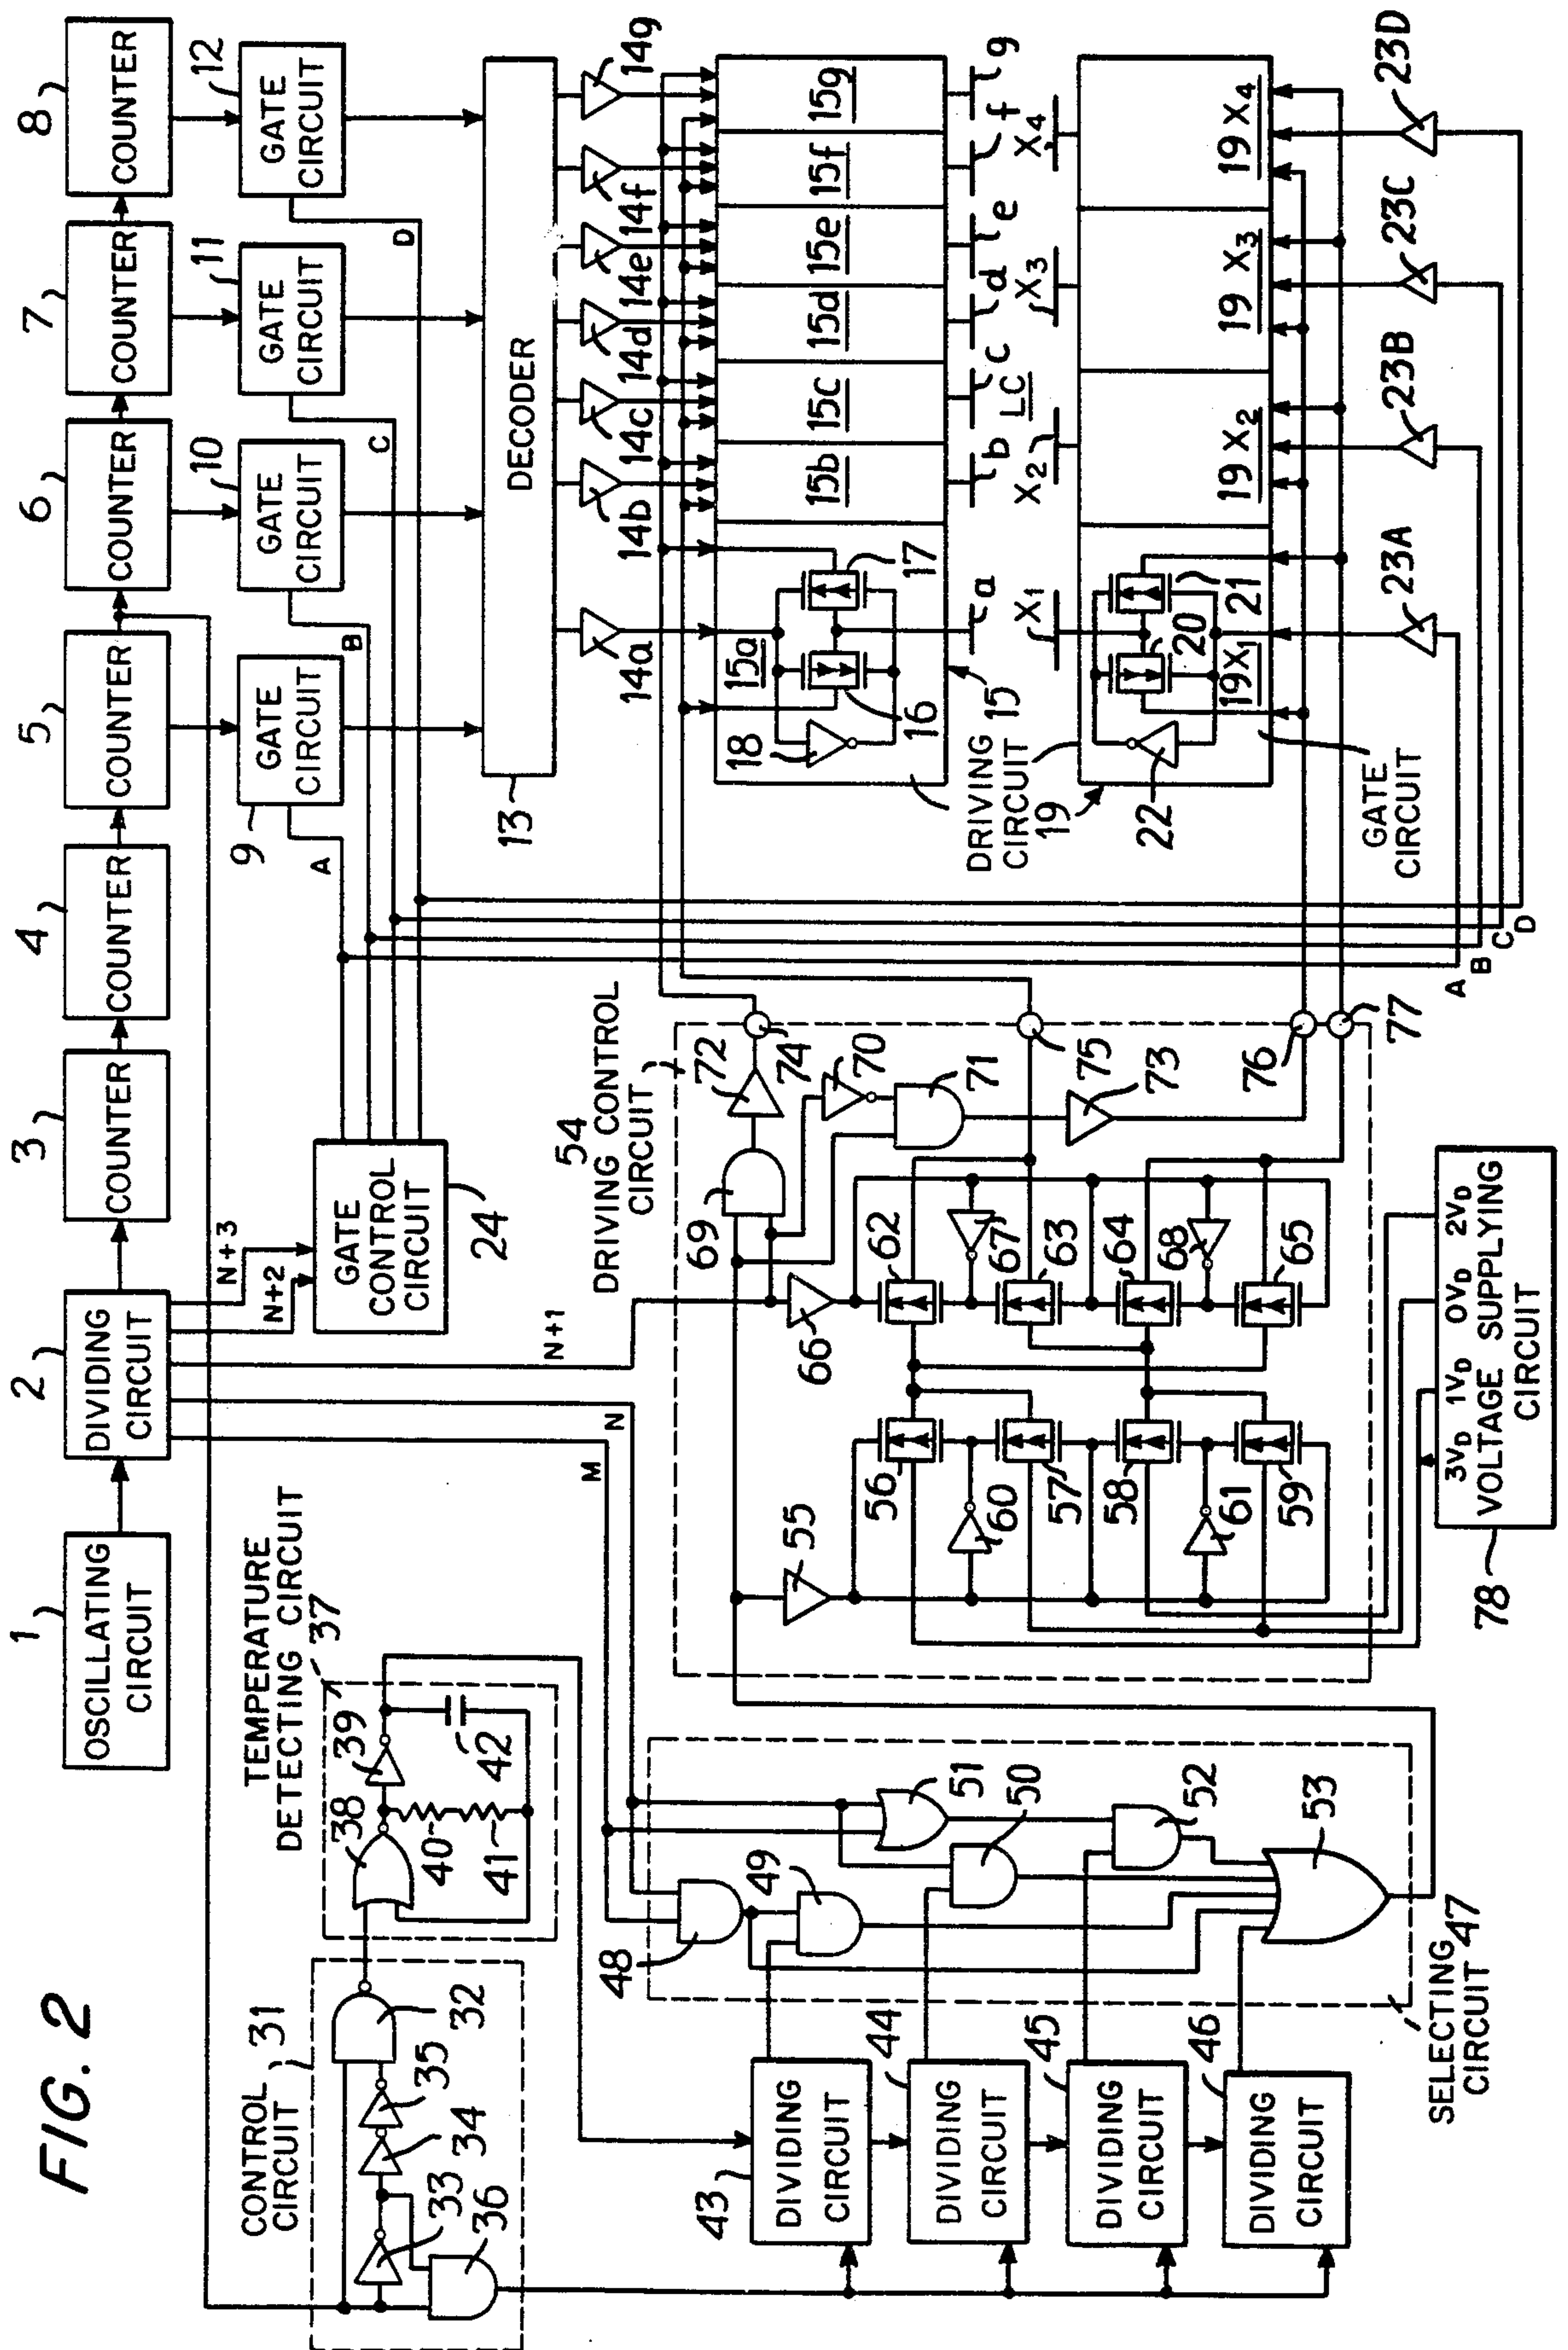 FIG. 2
1
OSCILLATING
CIRCUIT
2
DIVIDING
CIRCUIT
3
COUNTER
4
COUNTER
5
COUNTER
6
COUNTER
7
COUNTER
8
COUNTER
9
GATE
CIRCUIT
10
GATE
CIRCUIT
11
GATE
CIRCUIT
12
GATE
CIRCUIT
A
B
C
D
N+3
N+2
N+1
N
M
GATE
CONTROL
CIRCUIT
24
13
DECODER
14a
14b
14c
14d
14e
14f
14g
15a
15b
15c
15d
15e
15f
15g
16
17
18
DRIVING
CIRCUIT 15
a
b
c
d
e
f
g
LC
X1
X2
X3
X4
19
19X1
19 X2
19 X3
19 X4
20
21
22
GATE
CIRCUIT
23A
23B
23C
23D
A
B
C
D
CONTROL
CIRCUIT 31
32
33
34
35
36
TEMPERATURE
DETECTING CIRCUIT
37
38
39
40
41
42
43
DIVIDING
CIRCUIT
44
DIVIDING
CIRCUIT
45
DIVIDING
CIRCUIT
46
DIVIDING
CIRCUIT
SELECTING
CIRCUIT 47
48
49
50
51
52
53
54
DRIVING CONTROL
CIRCUIT
55
56
57
58
59
60
61
62
63
64
65
66
67
68
69
70
71
72
73
74
75
75
76
77
78
3VD 1VD 0VD 2VD
VOLTAGE SUPPLYING
CIRCUIT